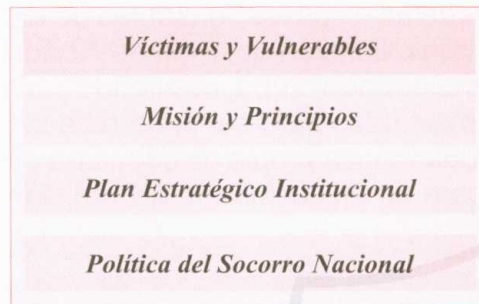 Víctimas y Vulnerables
Misión y Principios
Plan Estratégico Institucional
Política del Socorro Nacional